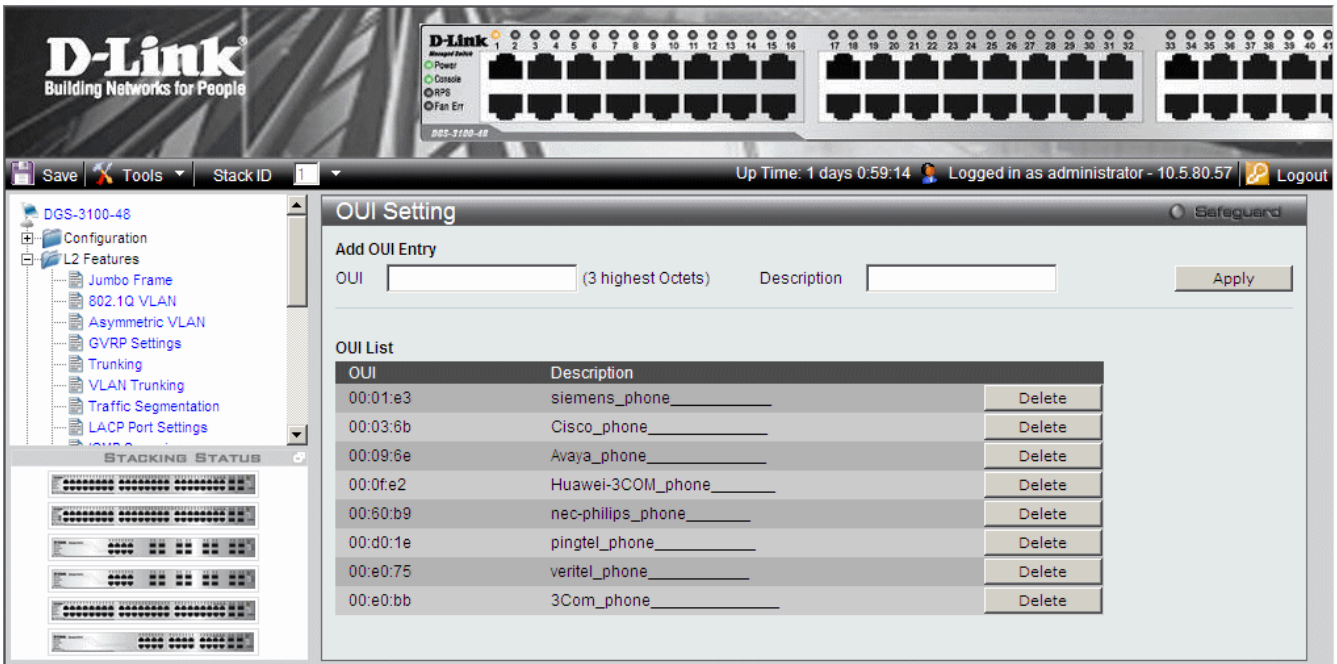 D-Link
Building Networks for People
D-Link
Managed Switch
Power
Console
RPS
Fan Err
1 2 3 4 5 6 7 8 9 10 11 12 13 14 15 16 17 18 19 20 21 22 23 24 25 26 27 28 29 30 31 32 33 34 35 36 37 38 39 40 41
DGS-3100-48
Save Tools Stack ID 1 Up Time: 1 days 0:59:14 Logged in as administrator - 10.5.80.57 Logout
DGS-3100-48
Configuration
L2 Features
Jumbo Frame
802.1Q VLAN
Asymmetric VLAN
GVRP Settings
Trunking
VLAN Trunking
Traffic Segmentation
LACP Port Settings
STACKING STATUS
OUI Setting Safeguard
Add OUI Entry
OUI (3 highest Octets) Description Apply
OUI List
OUI Description
00:01:e3 siemens_phone___________ Delete
00:03:6b Cisco_phone____________ Delete
00:09:6e Avaya_phone____________ Delete
00:0f:e2 Huawei-3COM_phone_______ Delete
00:60:b9 nec-philips_phone_______ Delete
00:d0:1e pingtel_phone___________ Delete
00:e0:75 veritel_phone___________ Delete
00:e0:bb 3Com_phone______________ Delete